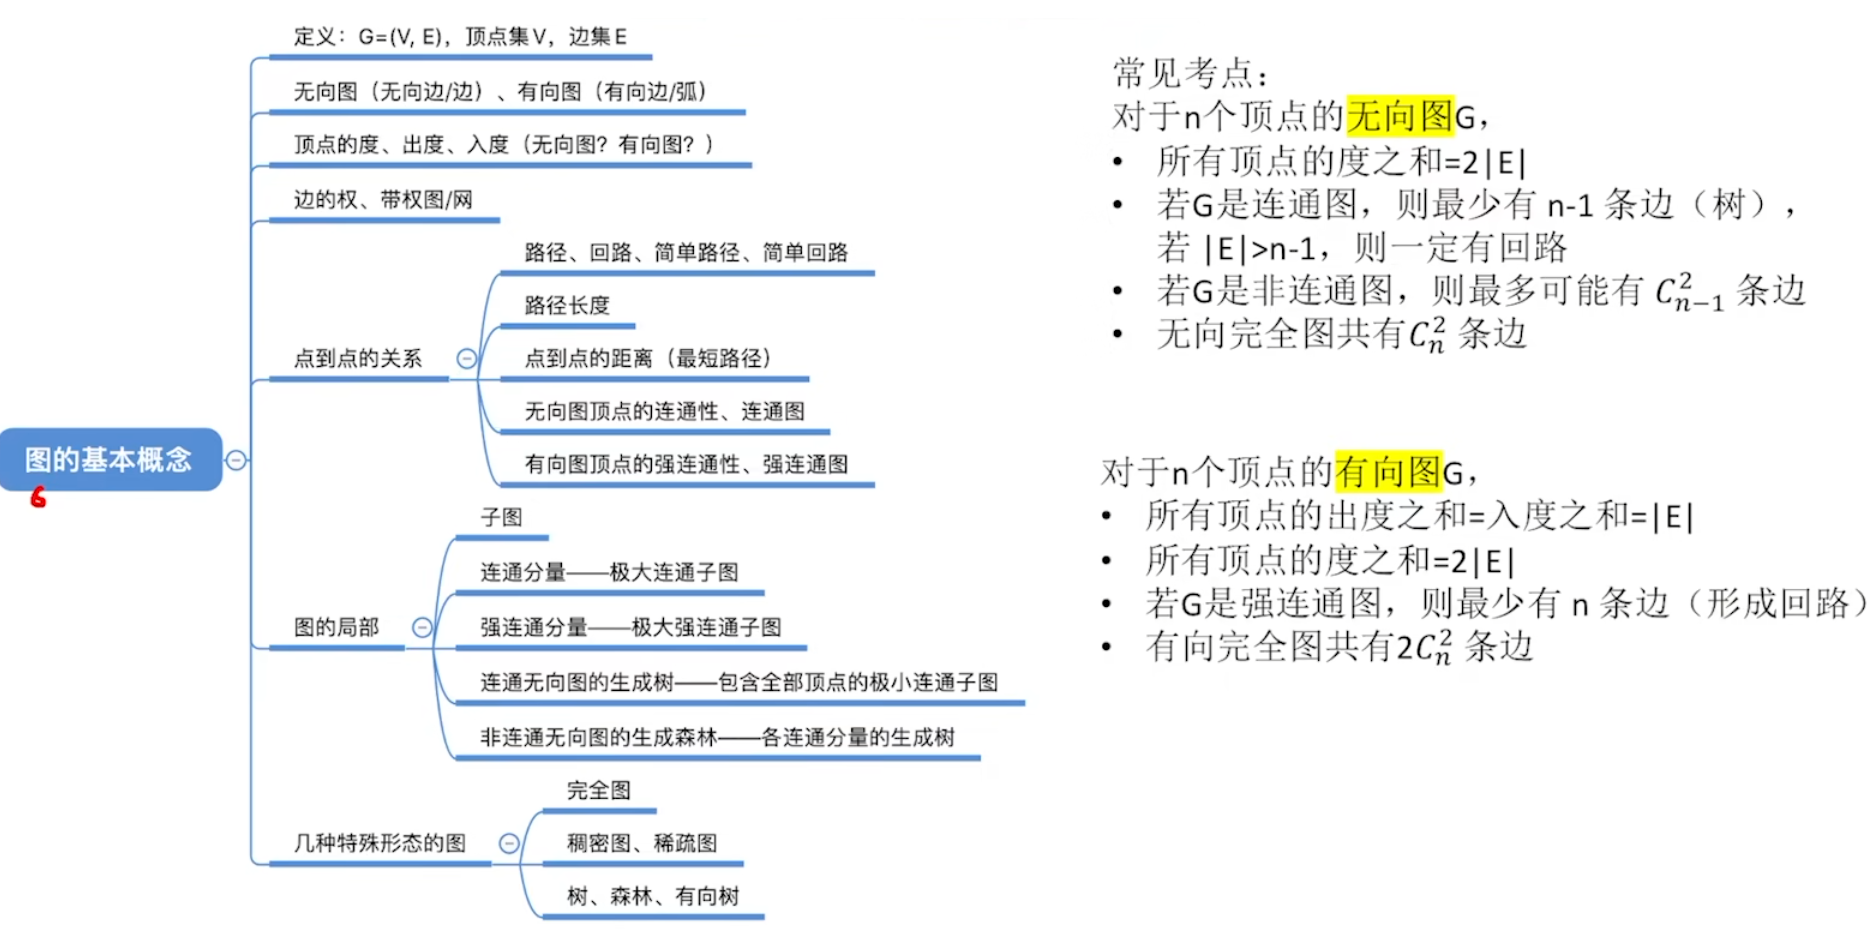 定义：G=(V, E)，顶点集 V，边集 E
无向图（无向边/边）、有向图（有向边/弧）
顶点的度、出度、入度（无向图？有向图？）
边的权、带权图/网
点到点的关系
路径、回路、简单路径、简单回路
路径长度
点到点的距离（最短路径）
无向图顶点的连通性、连通图
有向图顶点的强连通性、强连通图
图的基本概念
6
图的局部
子图
连通分量——极大连通子图
强连通分量——极大强连通子图
连通无向图的生成树——包含全部顶点的极小连通子图
非连通无向图的生成森林——各连通分量的生成树
几种特殊形态的图
完全图
稠密图、稀疏图
树、森林、有向树
常见考点：
对于n个顶点的无向图G，
• 所有顶点的度之和=2|E|
• 若G是连通图，则最少有 n-1 条边（树），
若 |E|>n-1，则一定有回路
• 若G是非连通图，则最多可能有 $C_{n-1}^2$ 条边
• 无向完全图共有$C_n^2$ 条边
对于n个顶点的有向图G，
• 所有顶点的出度之和=入度之和=|E|
• 所有顶点的度之和=2|E|
• 若G是强连通图，则最少有 n 条边（形成回路）
• 有向完全图共有2$C_n^2$ 条边